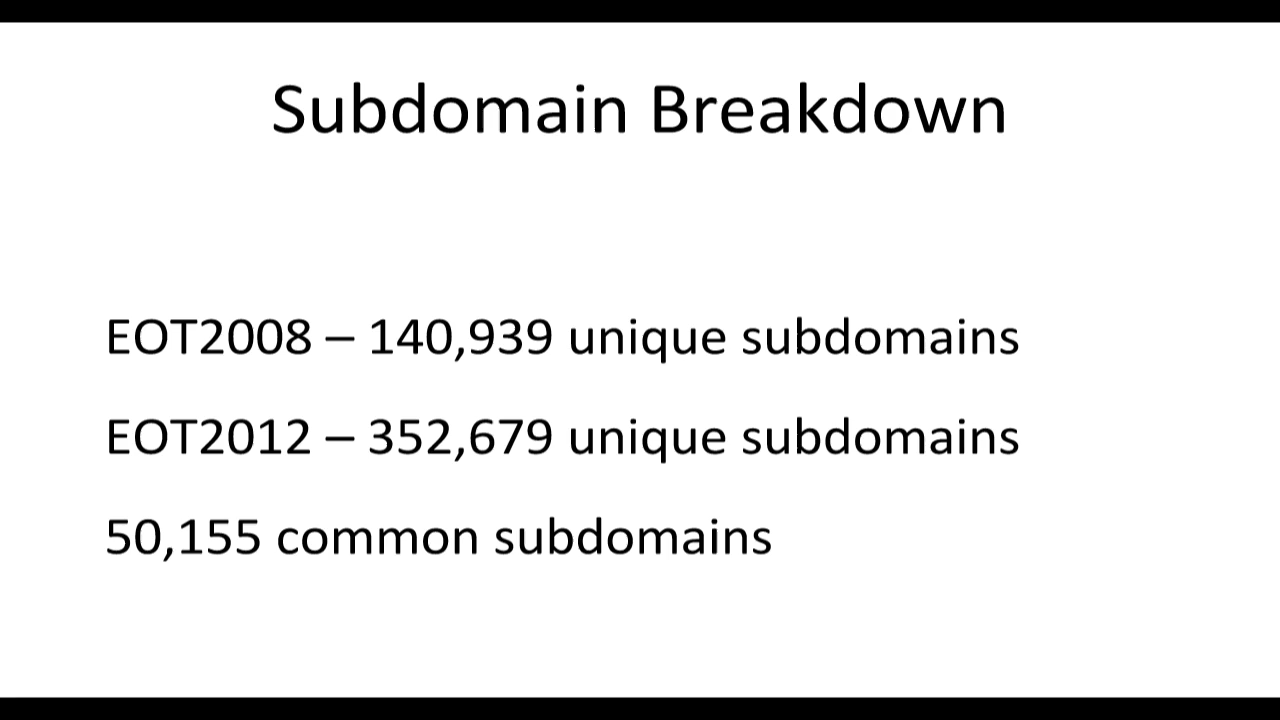 Subdomain Breakdown
EOT2008 – 140,939 unique subdomains
EOT2012 – 352,679 unique subdomains
50,155 common subdomains